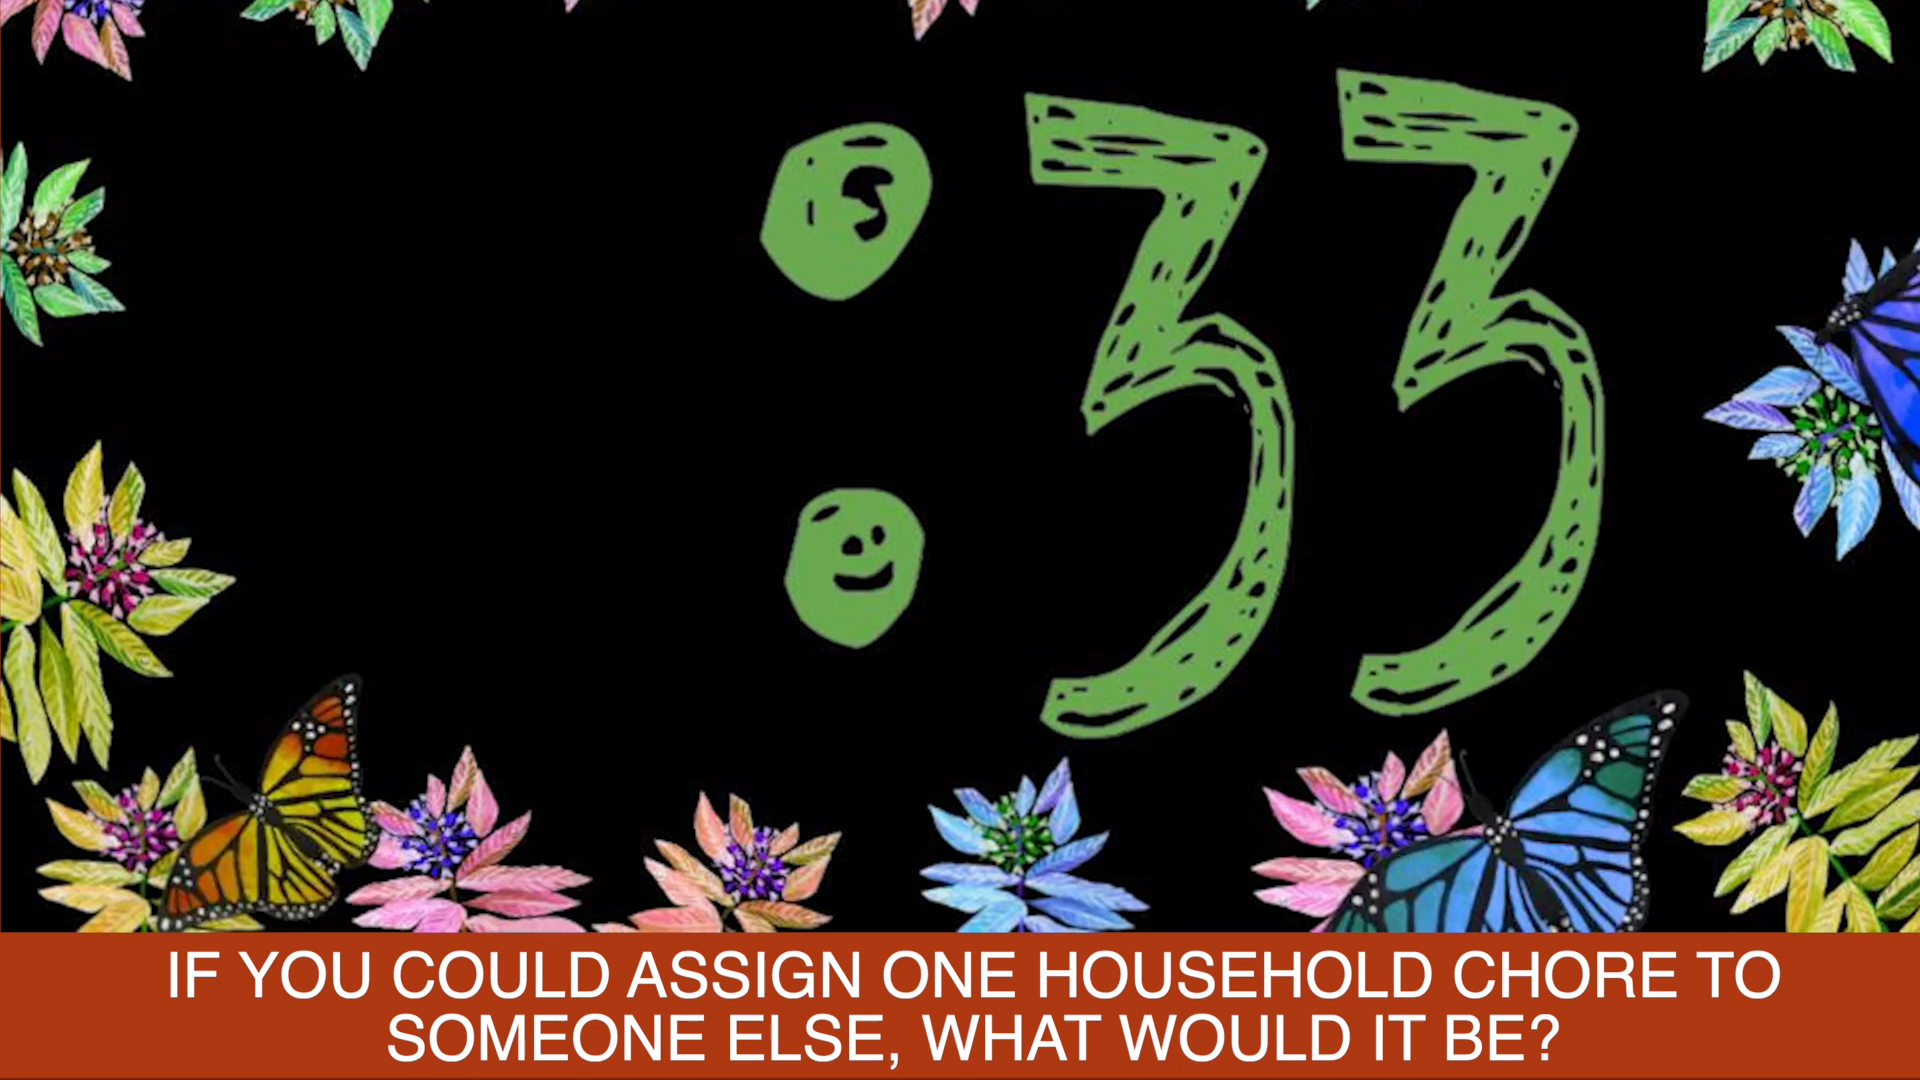 :33
IF YOU COULD ASSIGN ONE HOUSEHOLD CHORE TO
SOMEONE ELSE, WHAT WOULD IT BE?